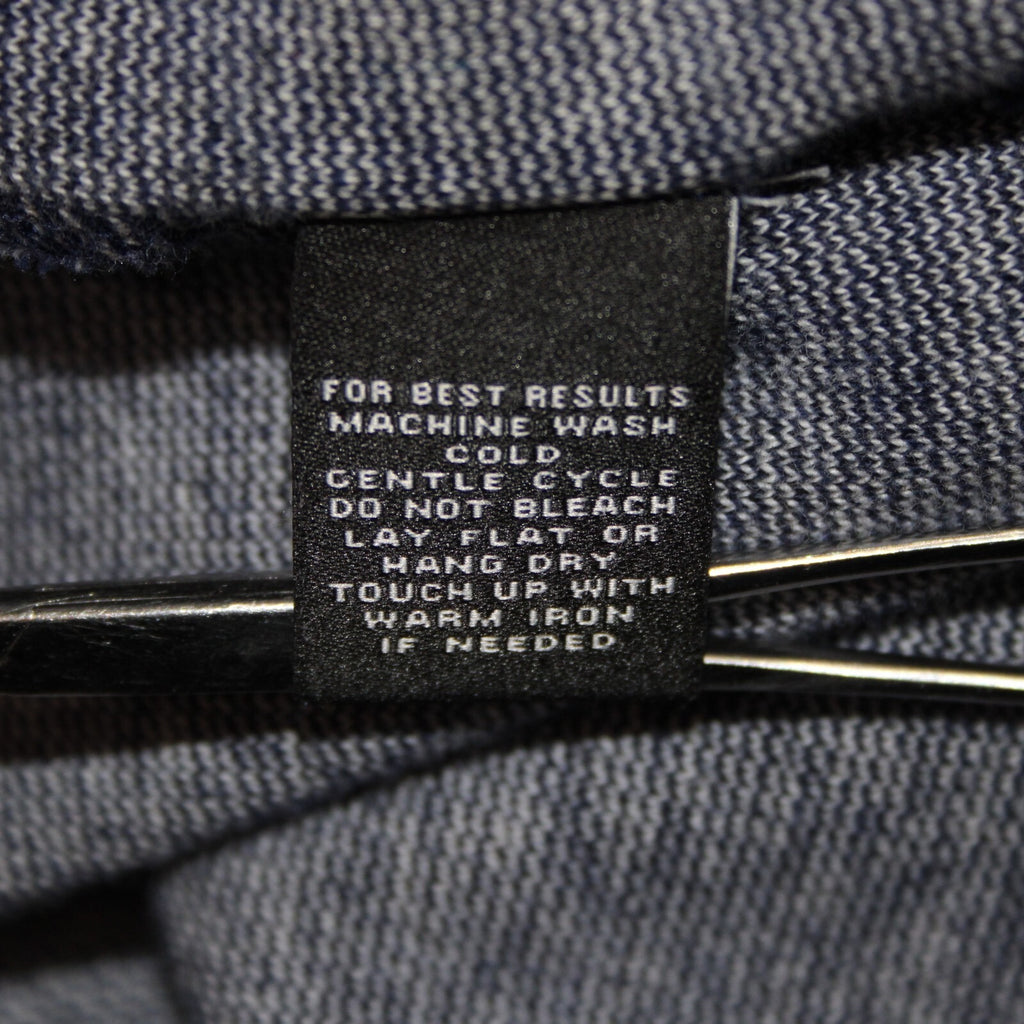 FOR BEST RESULTS
MACHINE WASH
COLD
GENTLE CYCLE
DO NOT BLEACH
LAY FLAT OR
HANG DRY
TOUCH UP WITH
WARM IRON
IF NEEDED